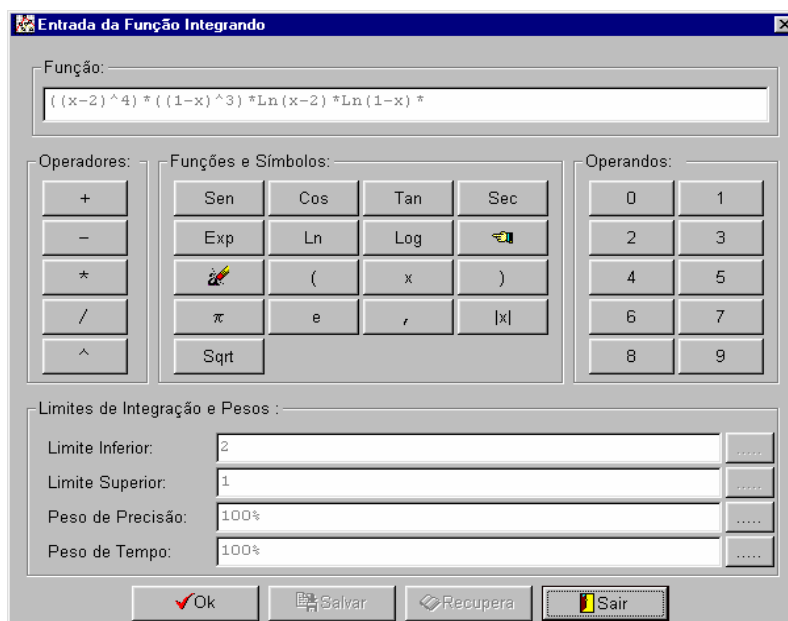 Entrada da Função Integrando
Função:
((x-2)^4)*((1-x)^3)*Ln(x-2)*Ln(1-x)*
Operadores:
Funções e Símbolos:
Operandos:
+ Sen Cos Tan Sec 0 1
- Exp Ln Log 2 3
* ( x ) 4 5
/ π e , |x| 6 7
^ Sqrt 8 9
Limites de Integração e Pesos :
Limite Inferior: 2 .....
Limite Superior: 1 .....
Peso de Precisão: 100% .....
Peso de Tempo: 100% .....
Ok Salvar Recupera Sair